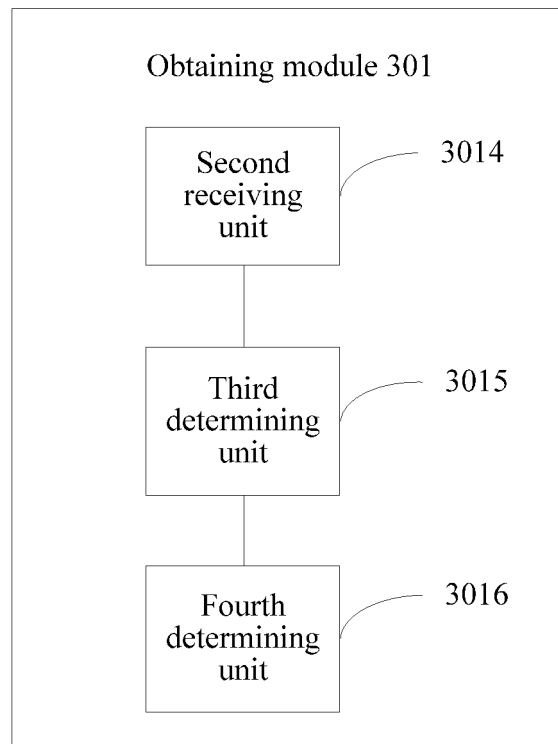 Obtaining module 301
Second
receiving
unit
3014
Third
determining
unit
3015
Fourth
determining
unit
3016